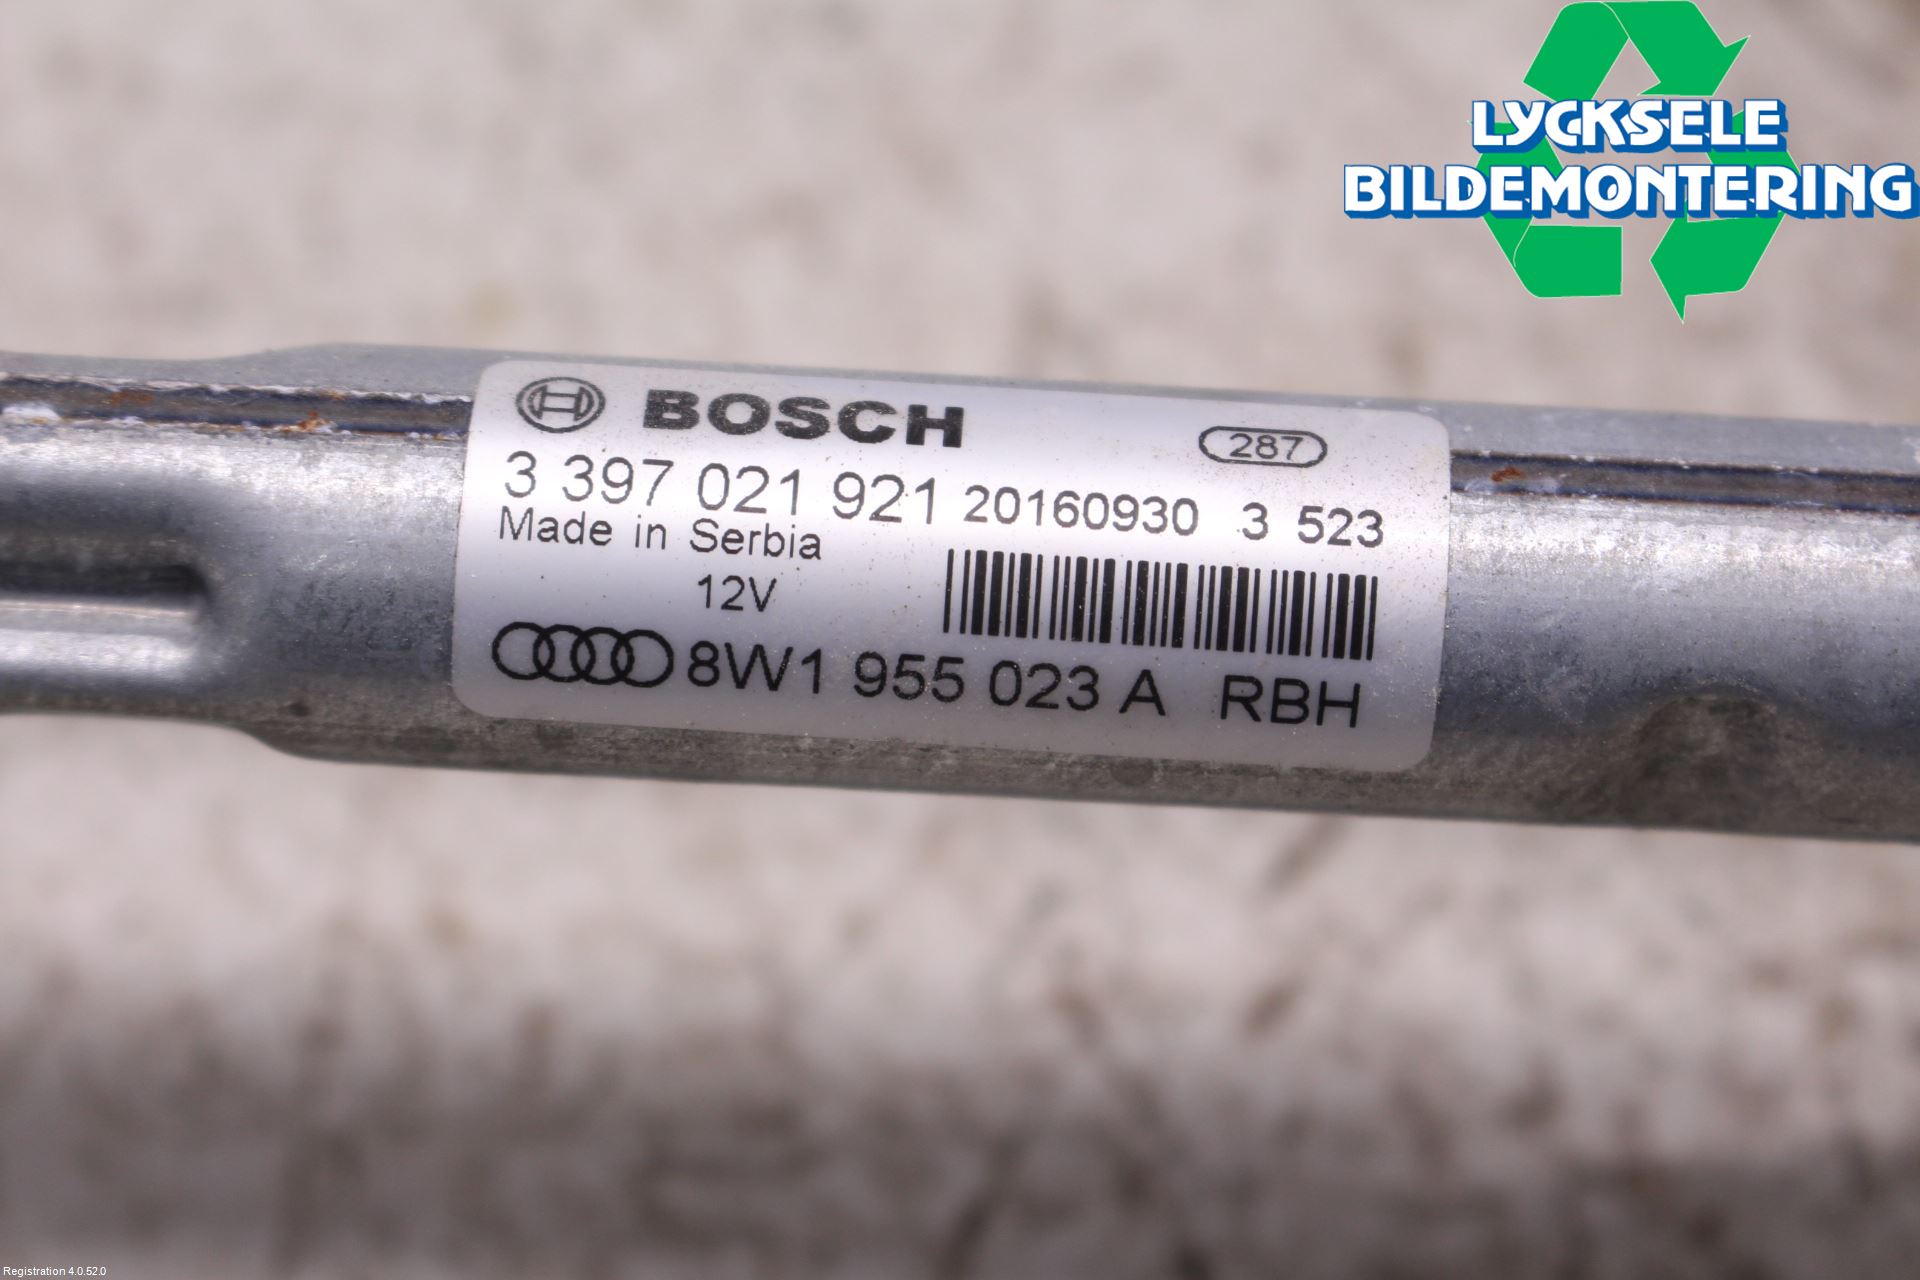 LYCKSELE
BILDEMONTERING
BOSCH
287
3 397 021 921 20160930 3 523
Made in Serbia
12V
8W1 955 023 A RBH
Registration 4.0.52.0